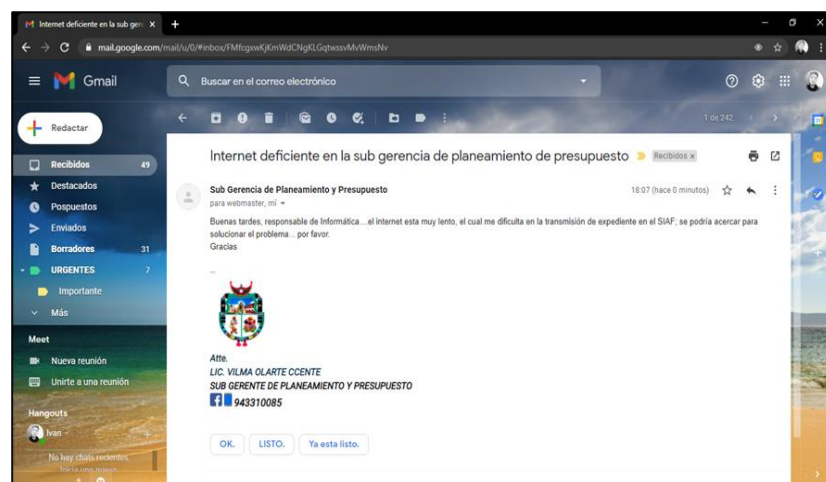 Internet deficiente en la sub gere
mail.google.com/mail/u/0/#inbox/FMfcgxwKjKmWdCNgKLGqtwssvMvWmsNv
Gmail
Buscar en el correo electrónico
Redactar
1 de 242
Recibidos 49
Destacados
Pospuestos
Enviados
Borradores 31
URGENTES 7
Importante
Más
Meet
Nueva reunión
Unirte a una reunión
Hangouts
Ivan
No hay chats recientes
Internet deficiente en la sub gerencia de planeamiento de presupuesto Recibidos x
Sub Gerencia de Planeamiento y Presupuesto 18:07 (hace 0 minutos)
para webmaster, mí
Buenas tardes, responsable de Informática....el internet esta muy lento, el cual me dificulta en la transmisión de expediente en el SIAF; se podría acercar para
solucionar el problema... por favor.
Gracias
--
Atte.
LIC. VILMA OLARTE CCENTE
SUB GERENTE DE PLANEAMIENTO Y PRESUPUESTO
943310085
OK. LISTO. Ya esta listo.